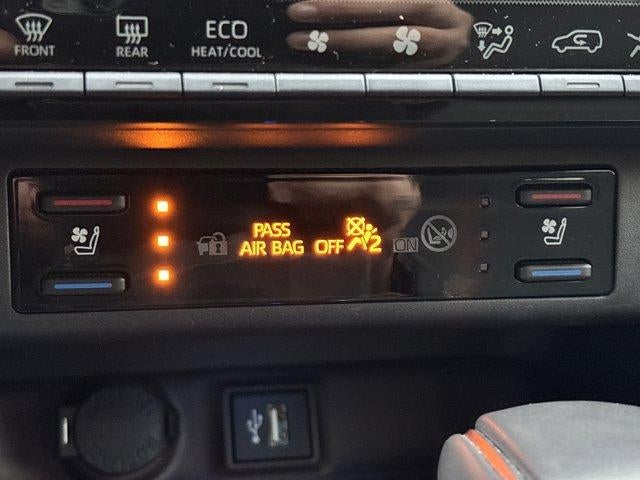 FRONT
REAR
ECO
HEAT/COOL
PASS
AIR BAG OFF 2 ON